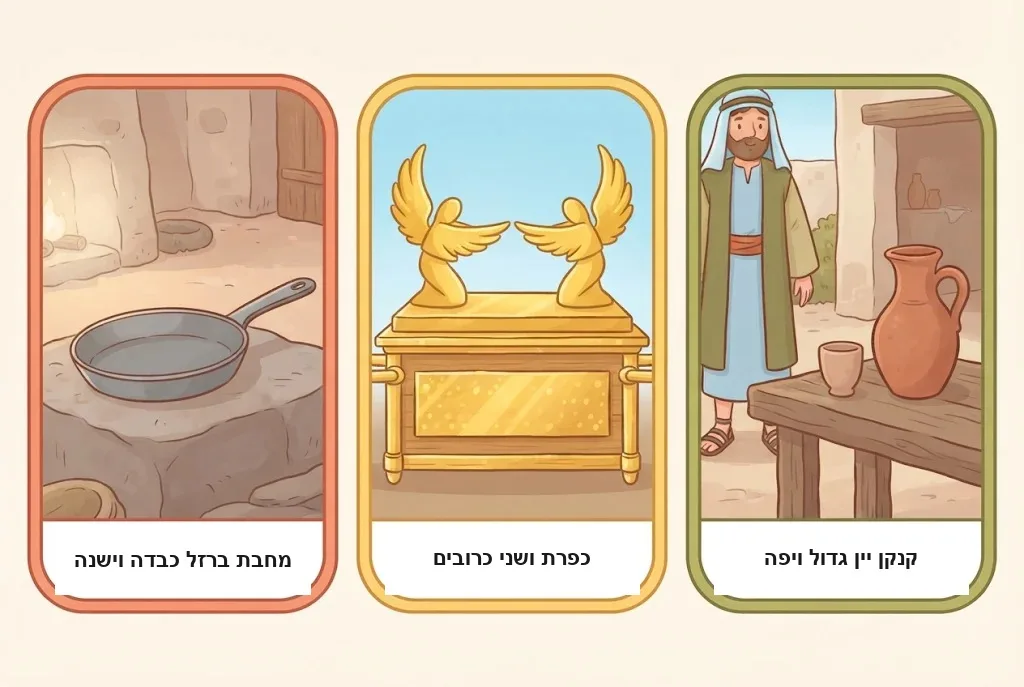 קנקן יין גדול ויפה
כפרת ושני כרובים
מחבת ברזל כבדה וישנה